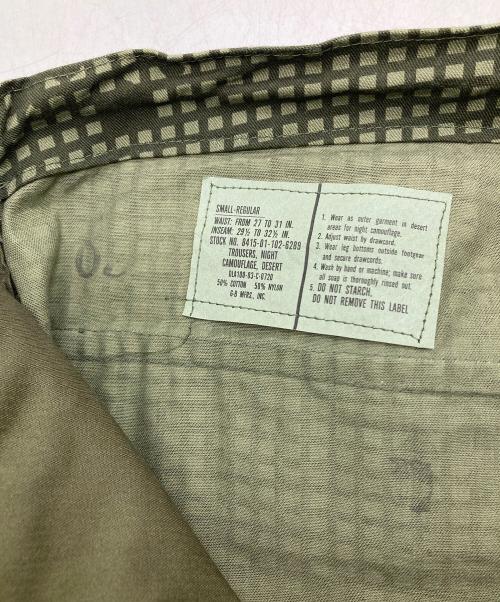 SMALL-REGULAR
WAIST: FROM 27 TO 31 IN.
INSEAM: 29½ TO 32½ IN.
STOCK NO. 8415-01-102-6289
TROUSERS, NIGHT
CAMOUFLAGE, DESERT
DLA100-83-C-0720
50% COTTON 50% NYLON
G-B MFRS., INC.
1. Wear as outer garment in desert
areas for night camouflage.
2. Adjust waist by drawcord.
3. Wear leg bottoms outside footgear
and secure drawcords.
4. Wash by hand or machine; make sure
all soap is thoroughly rinsed out.
5. DO NOT STARCH.
DO NOT REMOVE THIS LABEL